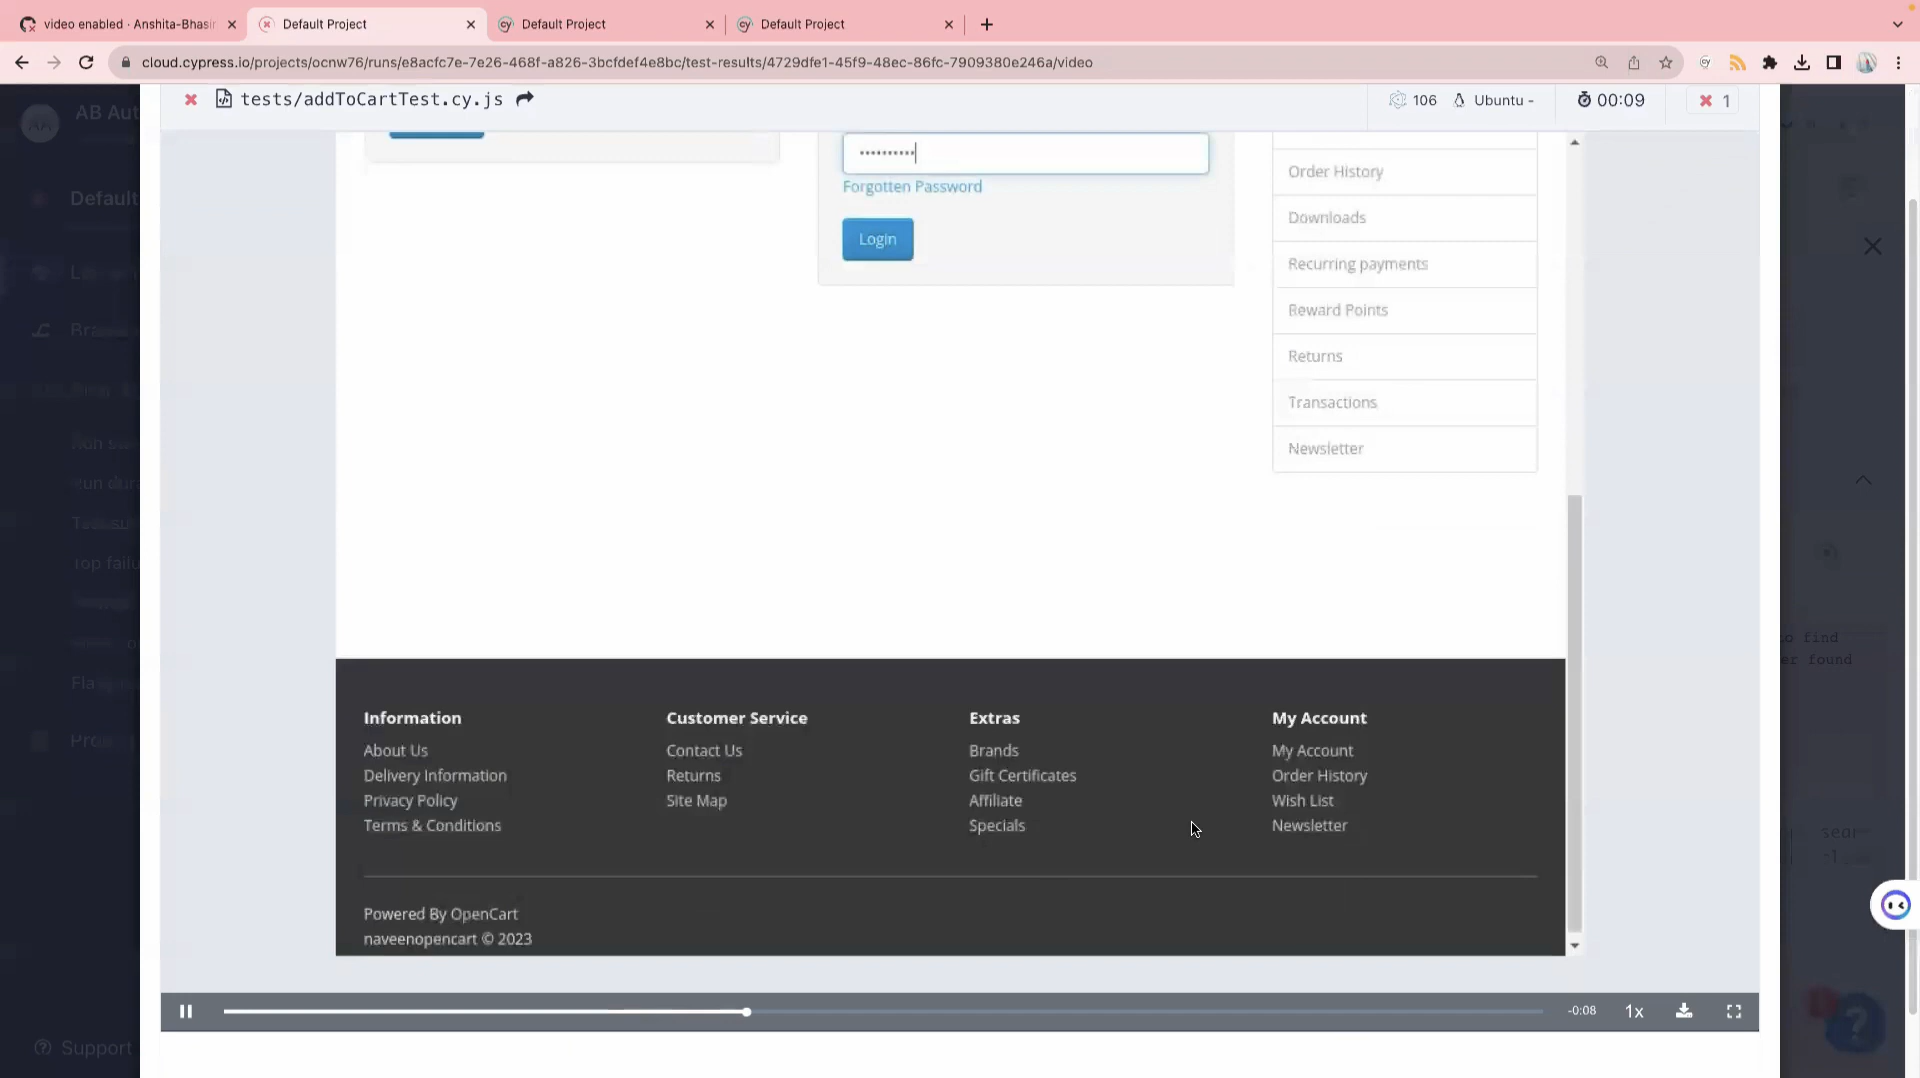 video enabled · Anshita-Bhasi
Default Project
Default Project
Default Project
cloud.cypress.io/projects/ocnw76/runs/e8acfc7e-7e26-468f-a826-3bcfdef4e8bc/test-results/4729dfe1-45f9-48ec-86fc-7909380e246a/video
tests/addToCartTest.cy.js
106
Ubuntu -
00:09
1
AB Aut
Default
••••••••••
Forgotten Password
Login
Order History
Downloads
Recurring payments
Reward Points
Returns
Transactions
Newsletter
to find
er found
Information
About Us
Delivery Information
Privacy Policy
Terms & Conditions
Customer Service
Contact Us
Returns
Site Map
Extras
Brands
Gift Certificates
Affiliate
Specials
My Account
My Account
Order History
Wish List
Newsletter
Powered By OpenCart
naveenopencart © 2023
-0:08
1x
Support